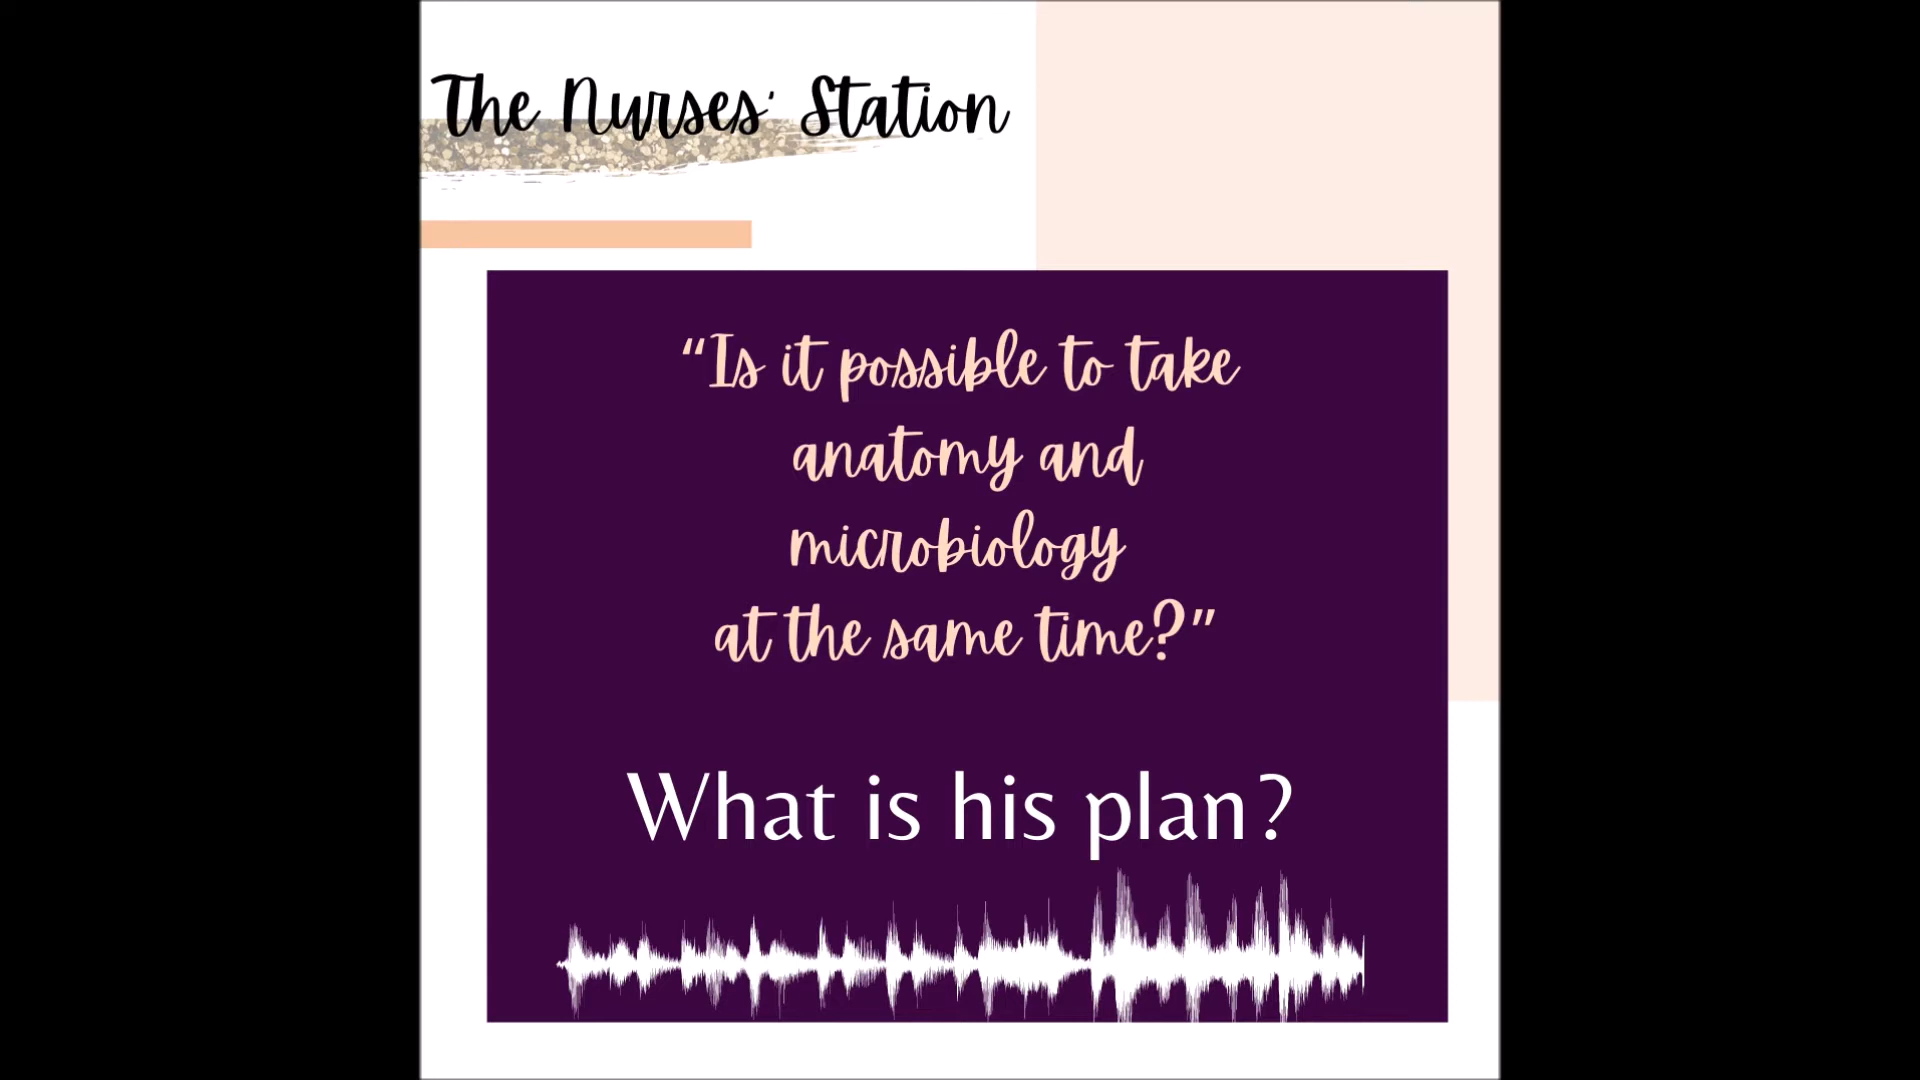 The Nurses' Station
“Is it possible to take
anatomy and
microbiology
at the same time?”
What is his plan?